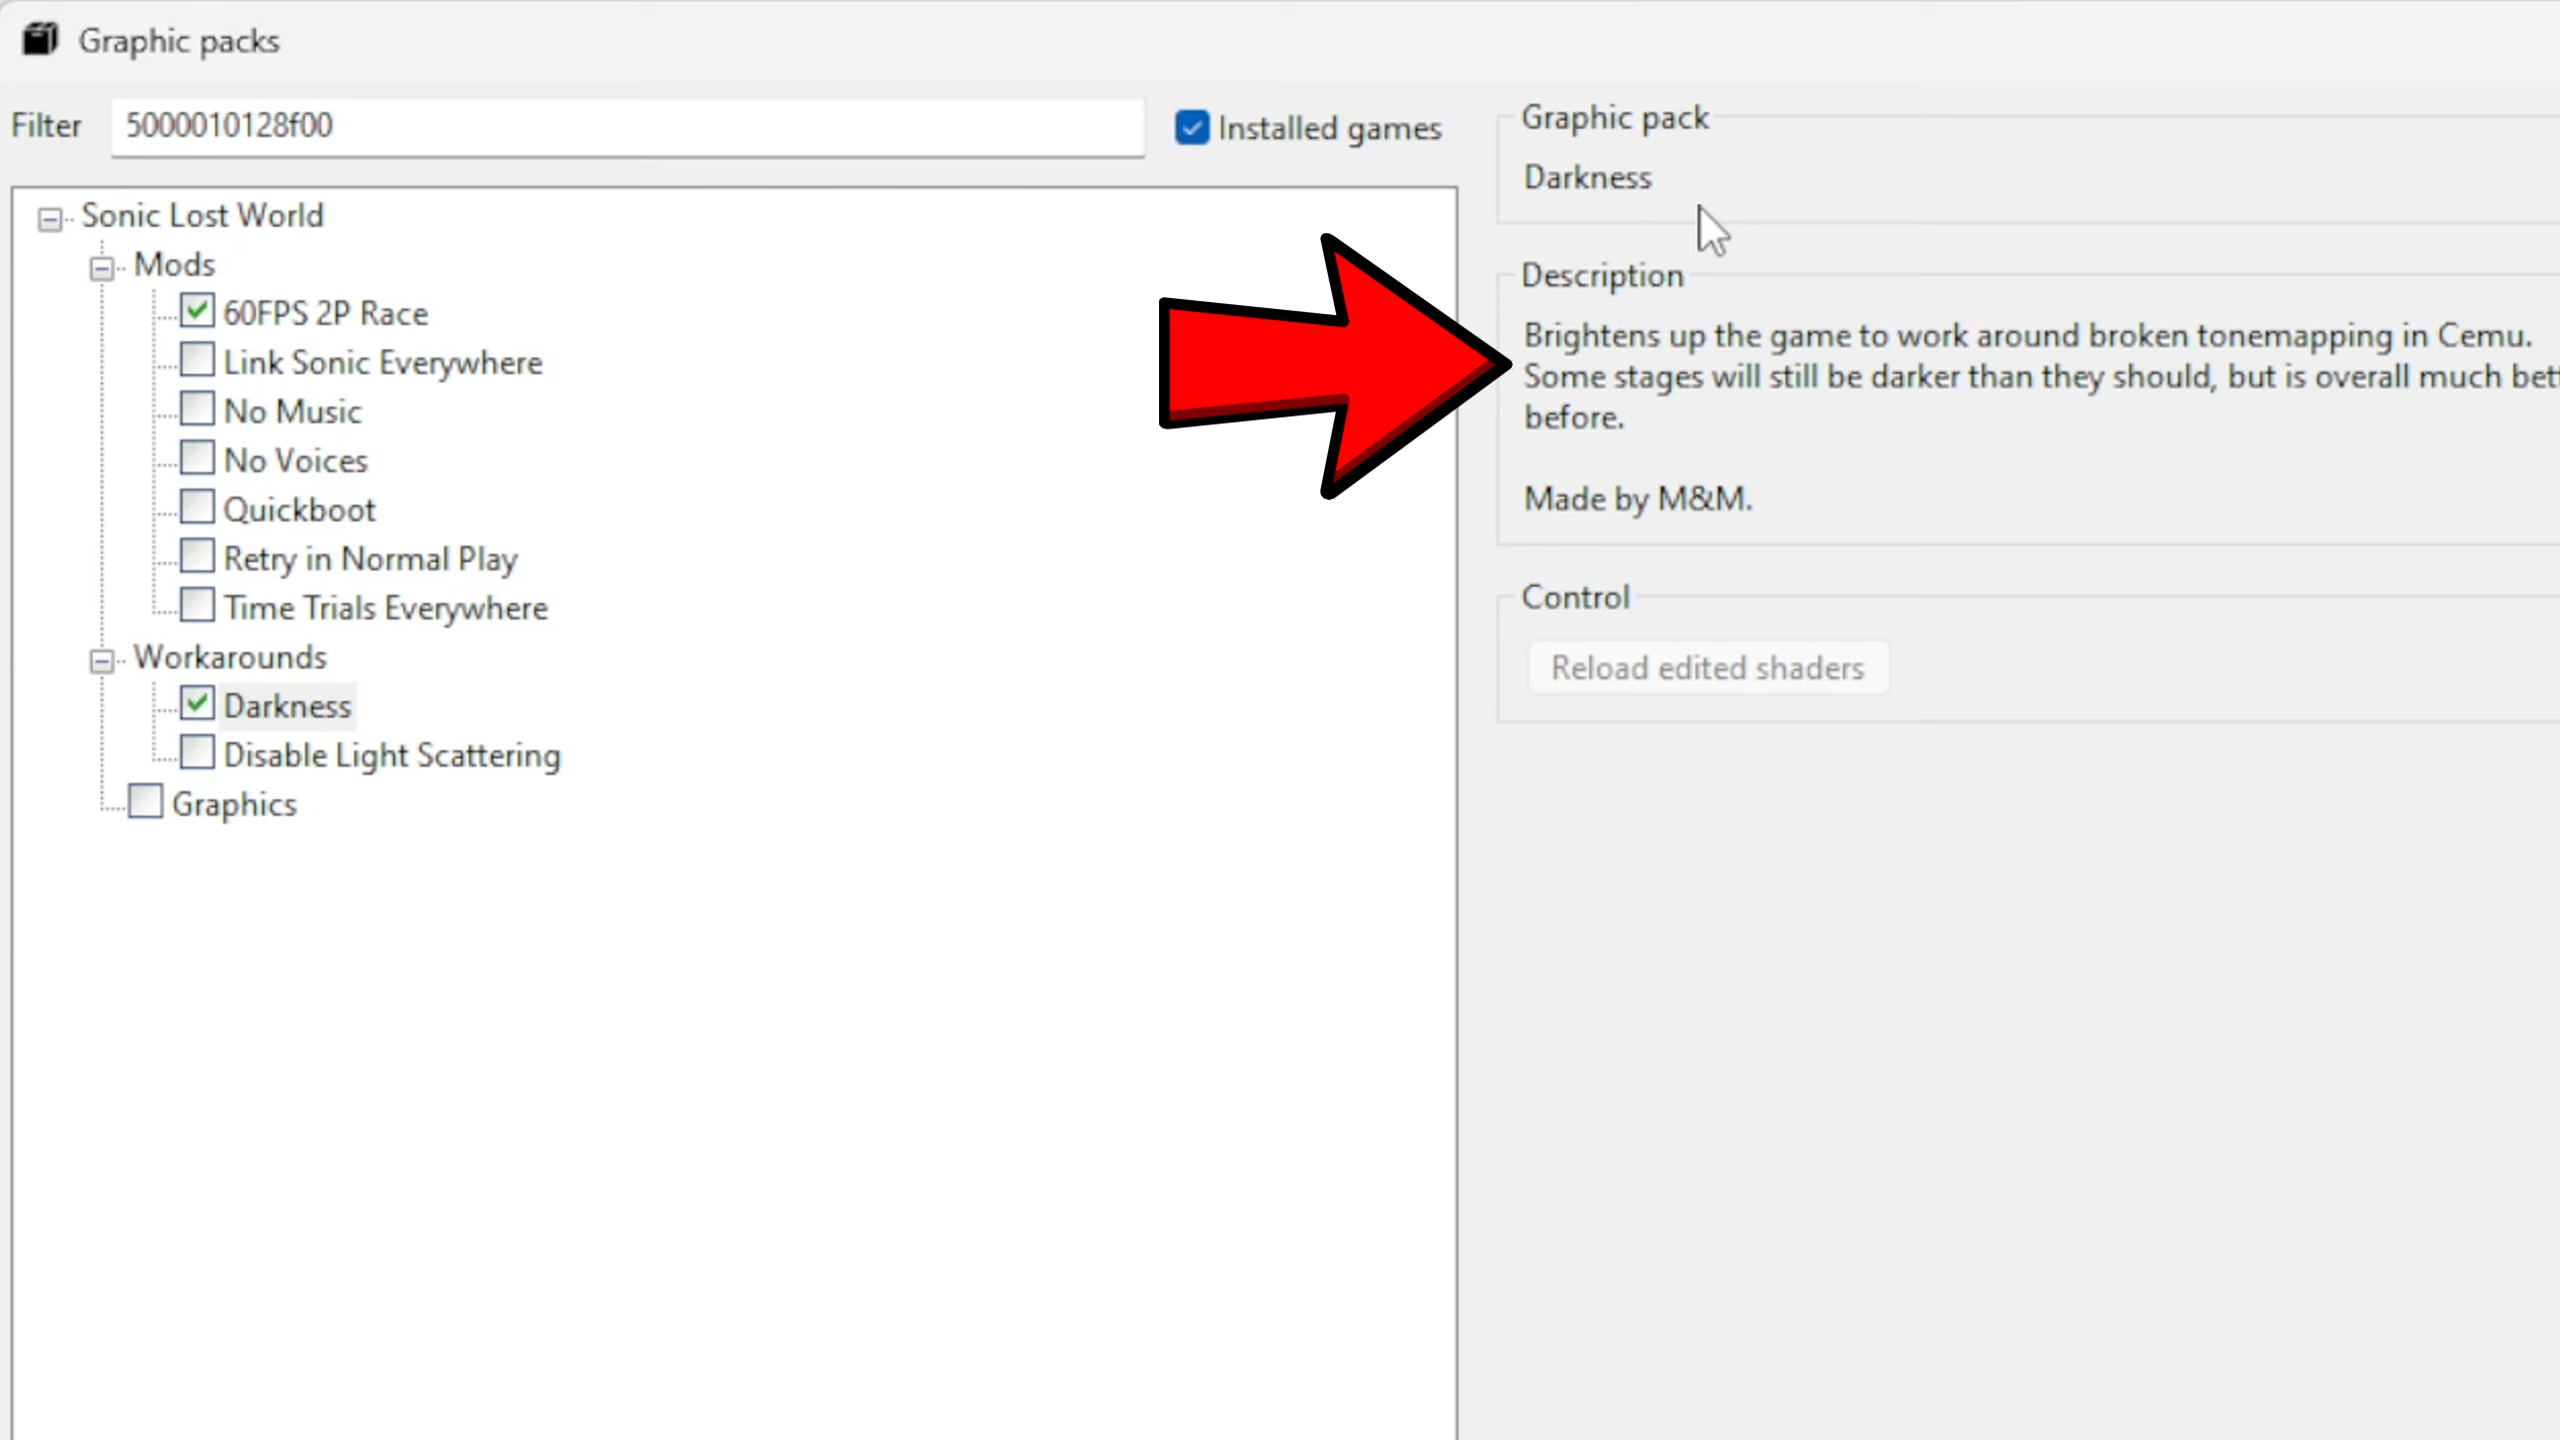 Graphic packs
Filter
5000010128f00
Installed games
Sonic Lost World
Mods
60FPS 2P Race
Link Sonic Everywhere
No Music
No Voices
Quickboot
Retry in Normal Play
Time Trials Everywhere
Workarounds
Darkness
Disable Light Scattering
Graphics
Graphic pack
Darkness
Description
Brightens up the game to work around broken tonemapping in Cemu.
Some stages will still be darker than they should, but is overall much
before.
Made by M&M.
Control
Reload edited shaders